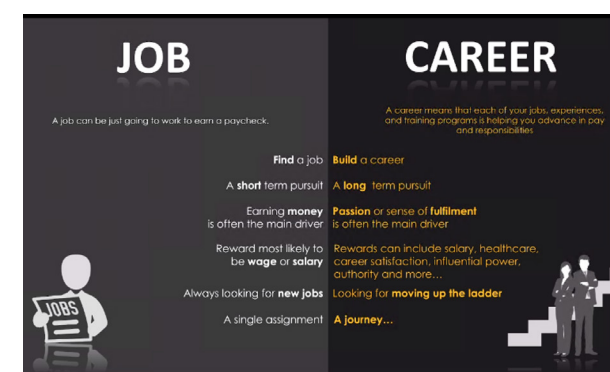 JOB
A job can be just going to work to earn a paycheck.
Find a job
A short term pursuit
Earning money
is often the main driver
Reward most likely to
be wage or salary
Always looking for new jobs
A single assignment
JOBS
CAREER
A career means that each of your jobs, experiences,
and training programs is helping you advance in pay
and responsibilities
Build a career
A long term pursuit
Passion or sense of fulfilment
is often the main driver
Rewards can include salary, healthcare,
career satisfaction, influential power,
authority and more...
Looking for moving up the ladder
A journey...